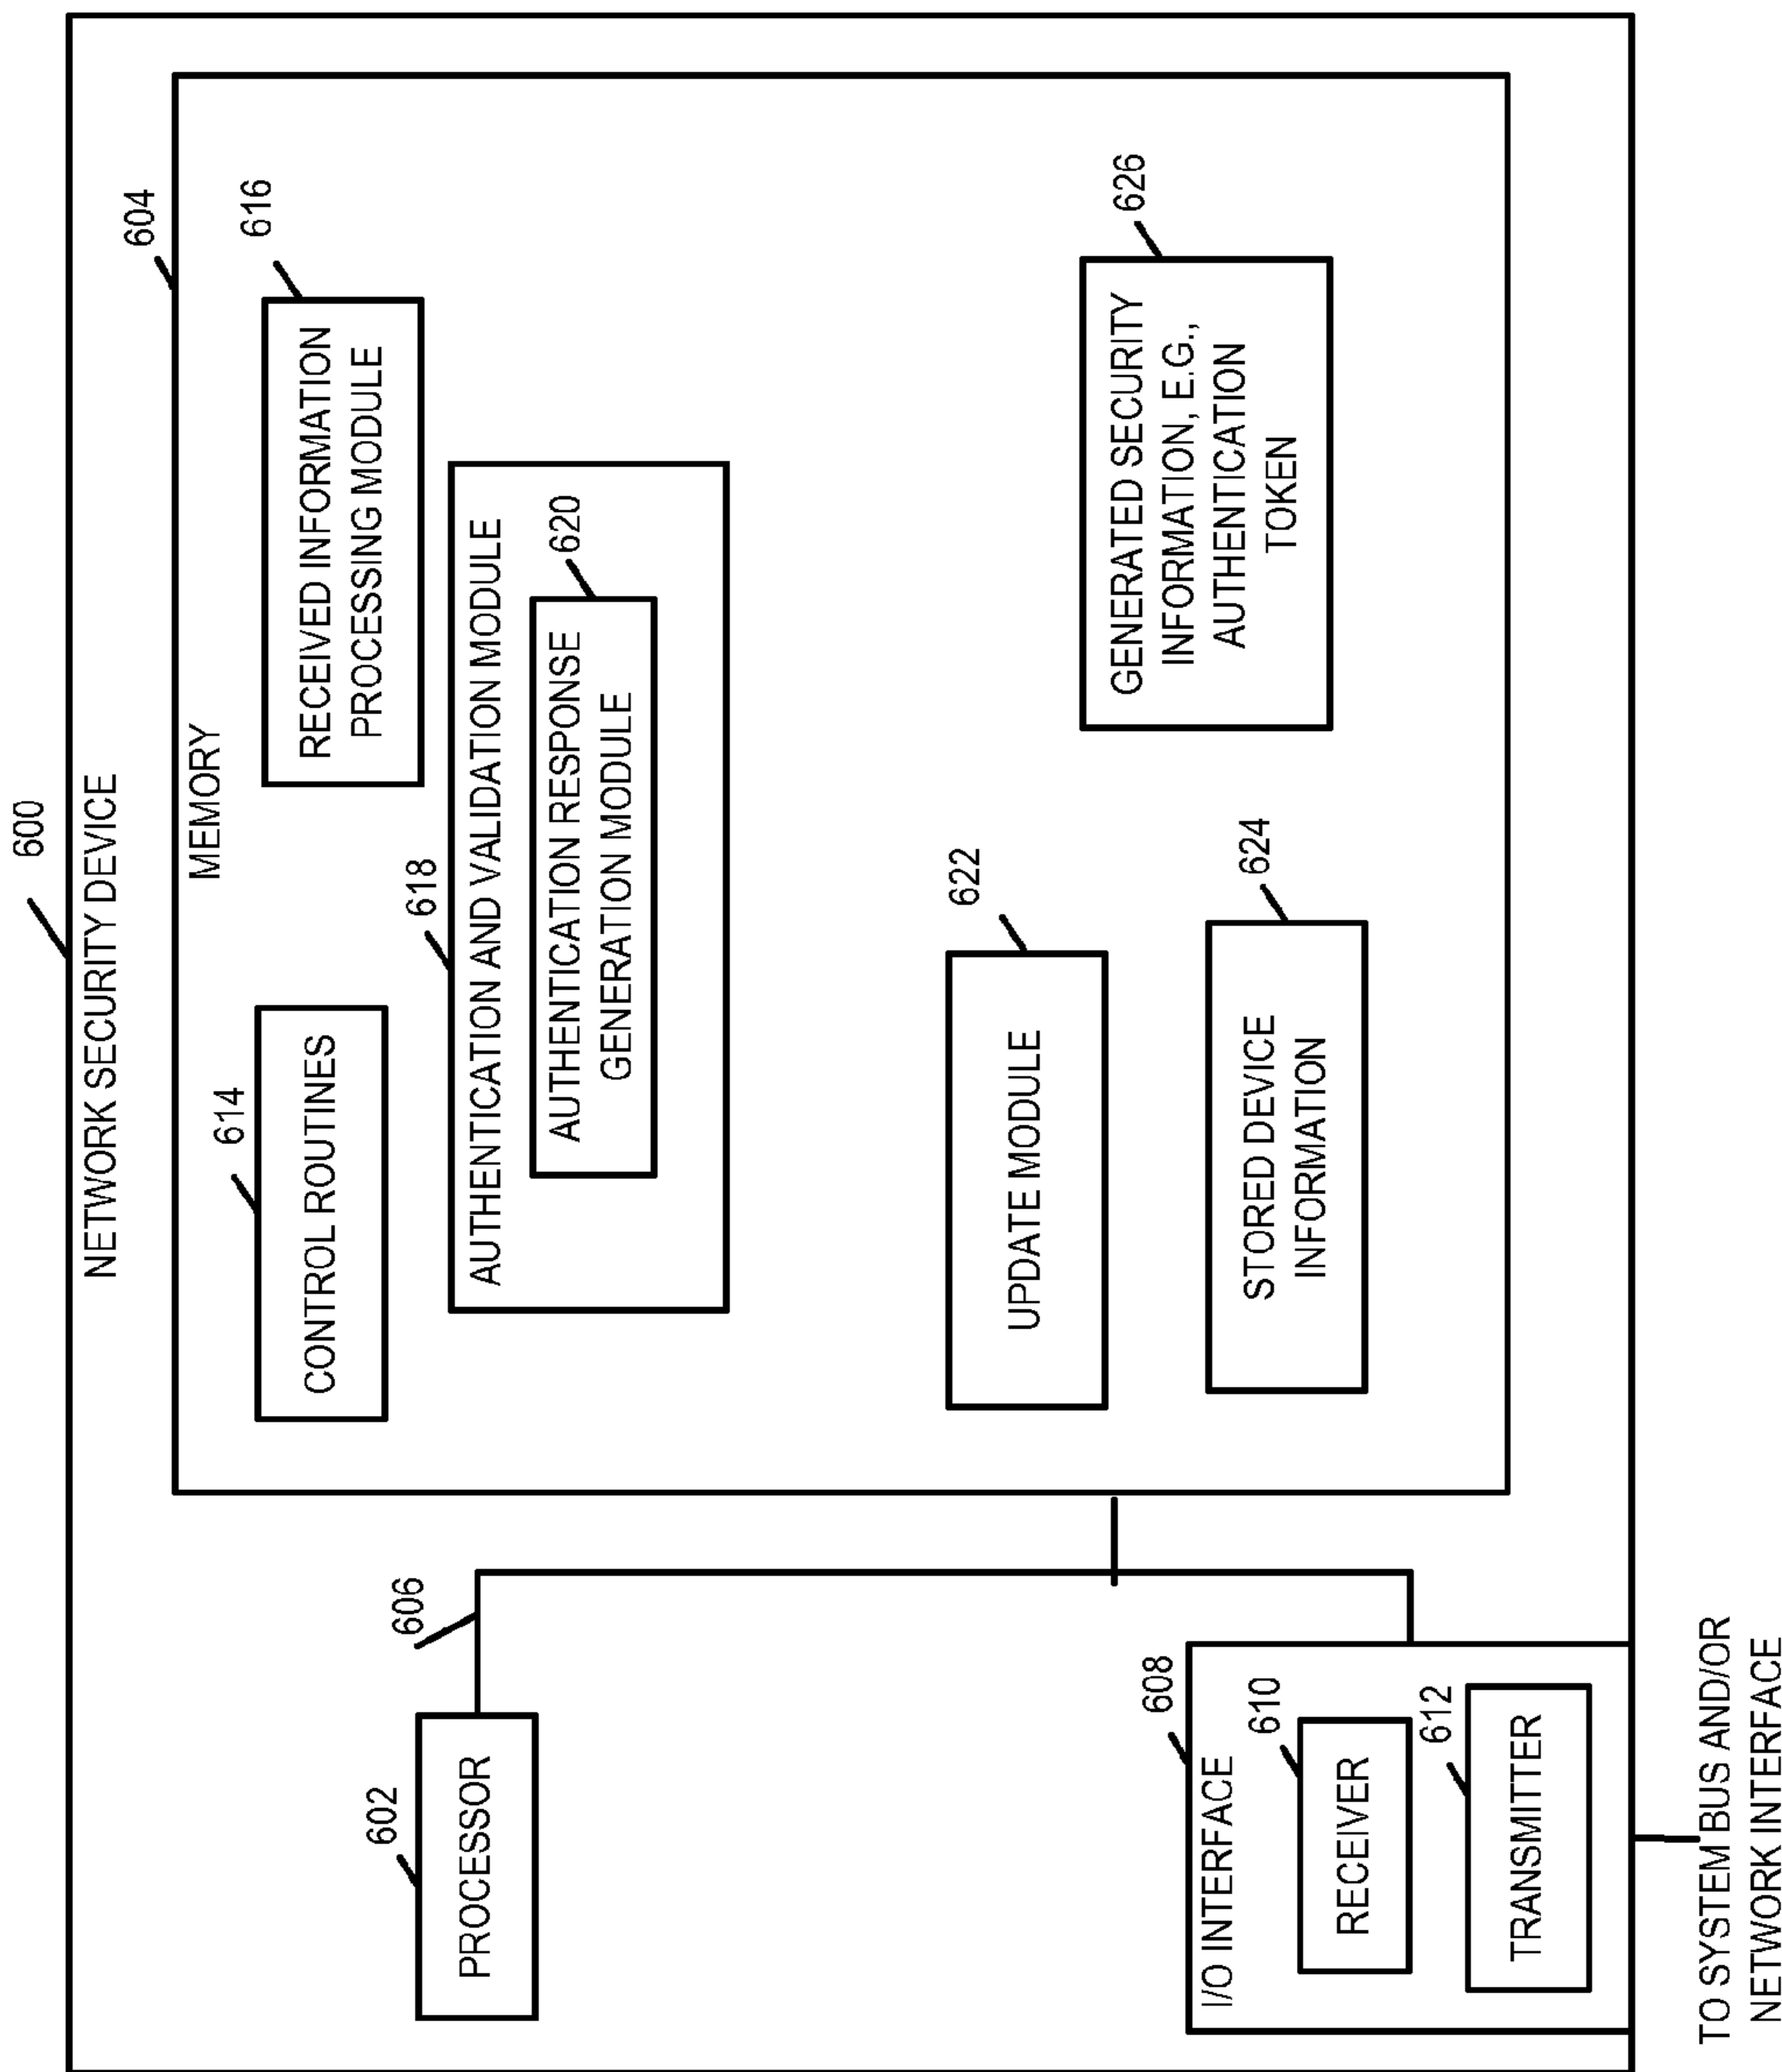 600
NETWORK SECURITY DEVICE
604
MEMORY
602
PROCESSOR
606
614
CONTROL ROUTINES
616
RECEIVED INFORMATION
PROCESSING MODULE
618
AUTHENTICATION AND VALIDATION MODULE
620
AUTHENTICATION RESPONSE
GENERATION MODULE
622
UPDATE MODULE
624
STORED DEVICE
INFORMATION
626
GENERATED SECURITY
INFORMATION, E.G.,
AUTHENTICATION
TOKEN
608
I/O INTERFACE
610
RECEIVER
612
TRANSMITTER
TO SYSTEM BUS AND/OR
NETWORK INTERFACE